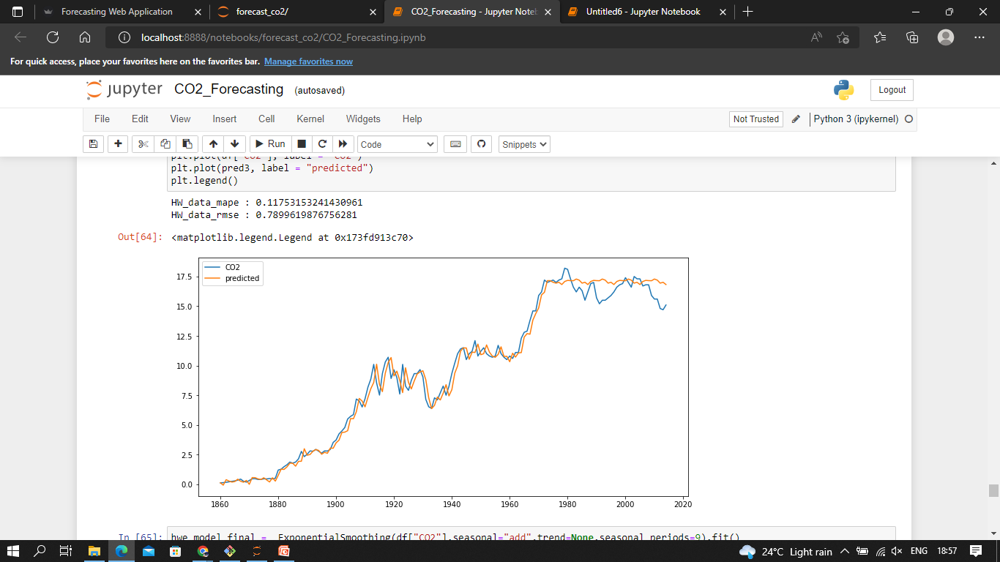 Forecasting Web Application
forecast_co2/
CO2_Forecasting - Jupyter Noteb
Untitled6 - Jupyter Notebook
localhost:8888/notebooks/forecast_co2/CO2_Forecasting.ipynb
For quick access, place your favorites here on the favorites bar. Manage favorites now
jupyter CO2_Forecasting (autosaved)
Logout
File Edit View Insert Cell Kernel Widgets Help
Not Trusted
Python 3 (ipykernel)
Run
Code
Snippets
plt.plot(df["CO2"], label = "CO2")
plt.plot(pred3, label = "predicted")
plt.legend()
HW_data_mape : 0.11753153241430961
HW_data_rmse : 0.7899619876756281
Out[64]: <matplotlib.legend.Legend at 0x173fd913c70>
CO2
predicted
17.5
15.0
12.5
10.0
7.5
5.0
2.5
0.0
1860 1880 1900 1920 1940 1960 1980 2000 2020
In [65]: hwe_model_final = ExponentialSmoothing(df["CO2"],seasonal="add",trend=None,seasonal_periods=9).fit()
24°C Light rain
ENG
18:57